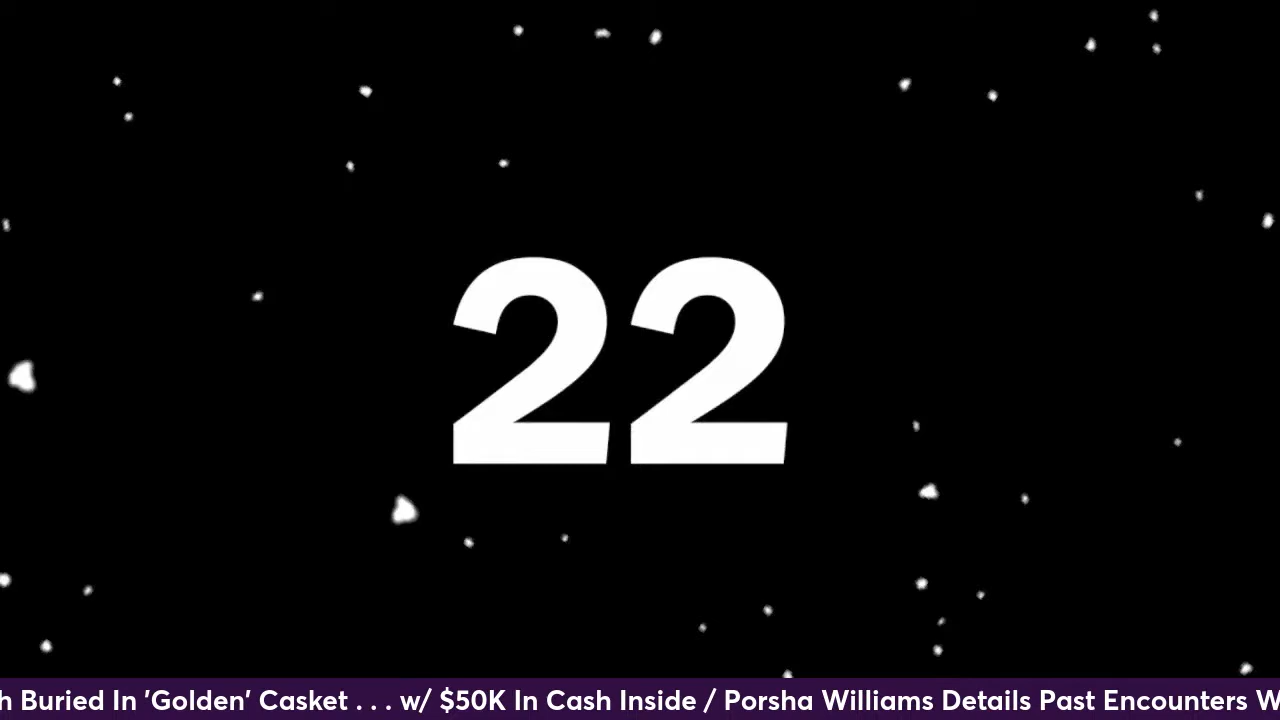 22
h Buried In 'Golden' Casket . . . w/ $50K In Cash Inside / Porsha Williams Details Past Encounters W